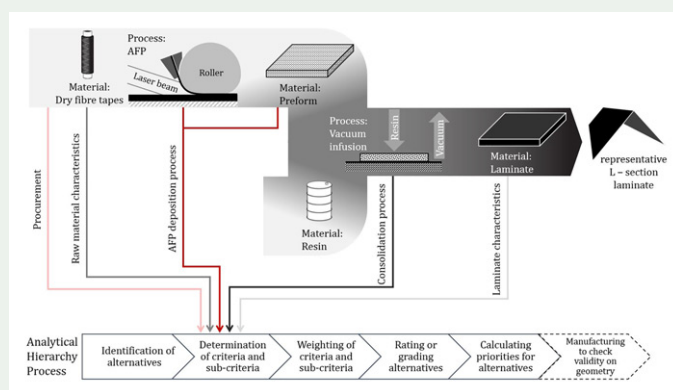 Process:
AFP
Laser beam
Roller
Material:
Dry fibre tapes
Material:
Preform
Process:
Vacuum
infusion
Resin
Vacuum
Material:
Laminate
representative
L – section
laminate
Material:
Resin
Procurement
Raw material characteristics
AFP deposition process
Consolidation process
Laminate characteristics
Analytical
Hierarchy
Process
Identification of
alternatives
Determination
of criteria and
sub-criteria
Weighting of
criteria and
sub-criteria
Rating or
grading
alternatives
Calculating
priorities for
alternatives
Manufacturing
to check
validity on
geometry